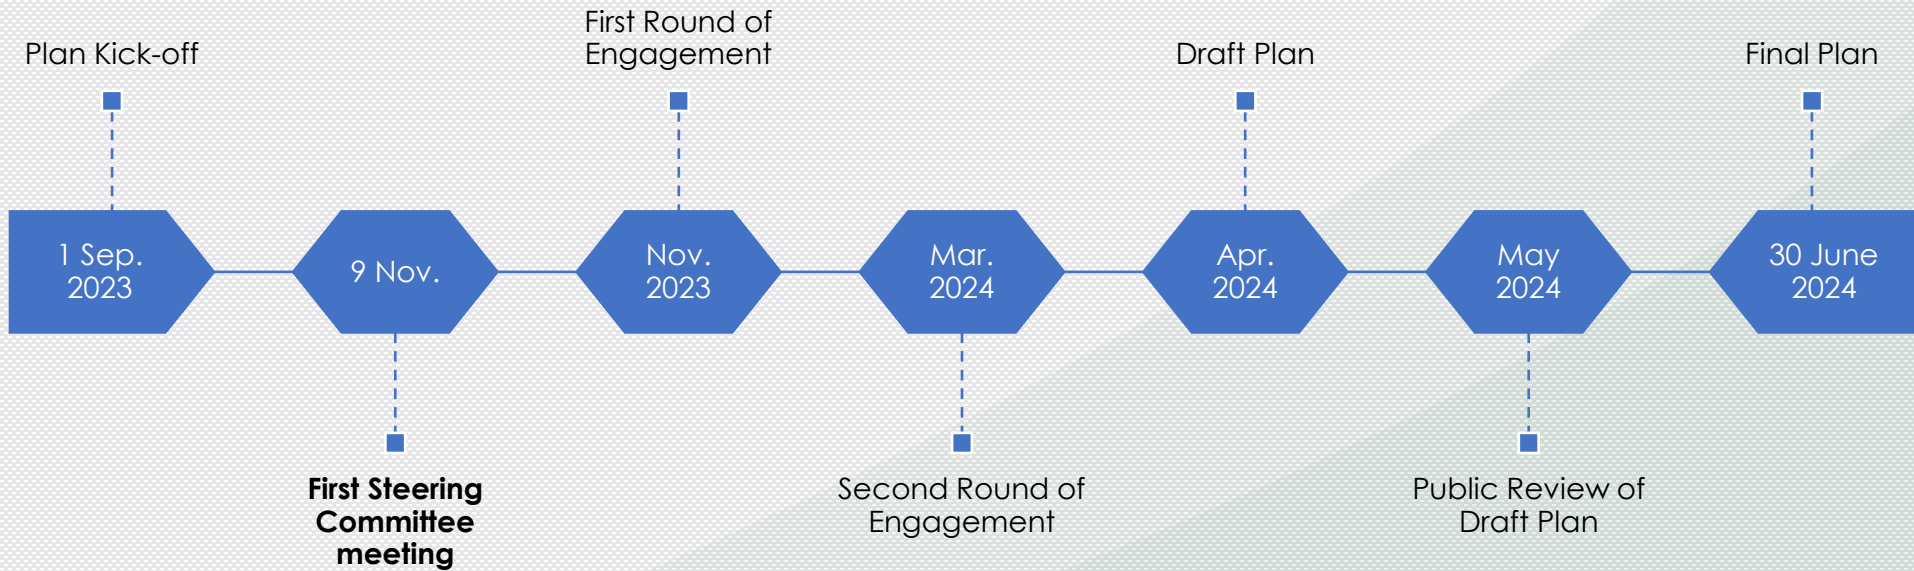 Plan Kick-off
First Round of
Engagement
Draft Plan
Final Plan
1 Sep.
2023
9 Nov.
Nov.
2023
Mar.
2024
Apr.
2024
May
2024
30 June
2024
First Steering
Committee
meeting
Second Round of
Engagement
Public Review of
Draft Plan